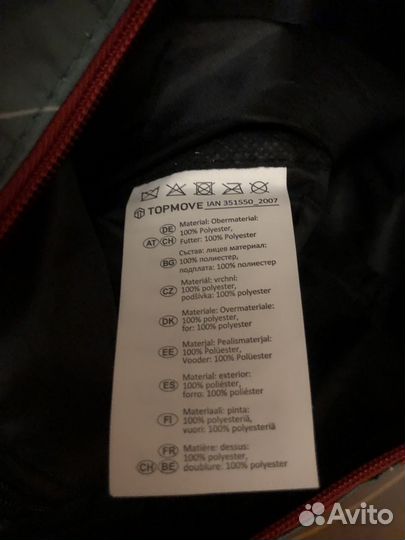 TOPMOVE IAN 351550_2007
DE Material: Obermaterial:
100% Polyester,
AT CH Futter: 100% Polyester
Състав: лицев материал:
BG 100% полиестер,
подплата: 100% полиестер
Materiál: vrchní:
CZ 100% polyester,
podšívka: 100% polyester
Materiale: Overmateriale:
DK 100% polyester,
for: 100% polyester
Materjal: Pealismaterjal:
EE 100% Polüester,
Vooder: 100% Polüester
Material: exterior:
ES 100% poliéster,
forro: 100% poliéster
Materiaali: pinta:
FI 100% polyesteriä,
vuori: 100% polyesteriä
FR Matière: dessus:
100% polyester,
CH BE doublure: 100% polyester
Avito